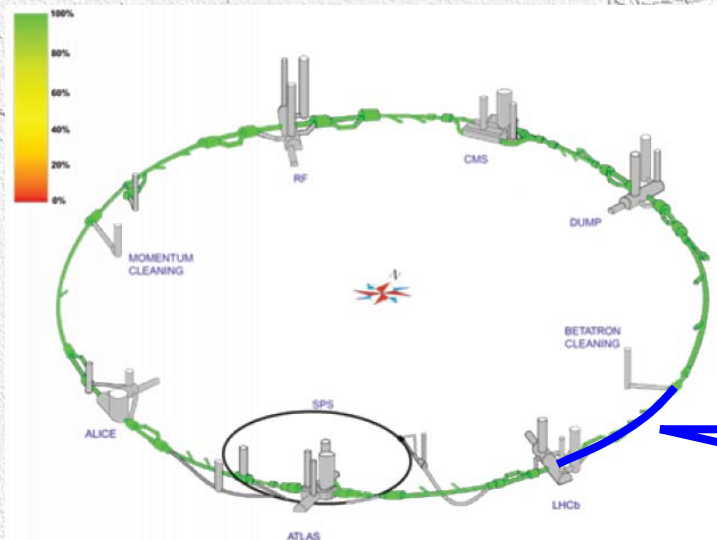 100%
80%
60%
40%
20%
0%
RF
CMS
DUMP
MOMENTUM
CLEANING
N
BETATRON
CLEANING
SPS
ALICE
LHCb
ATLAS